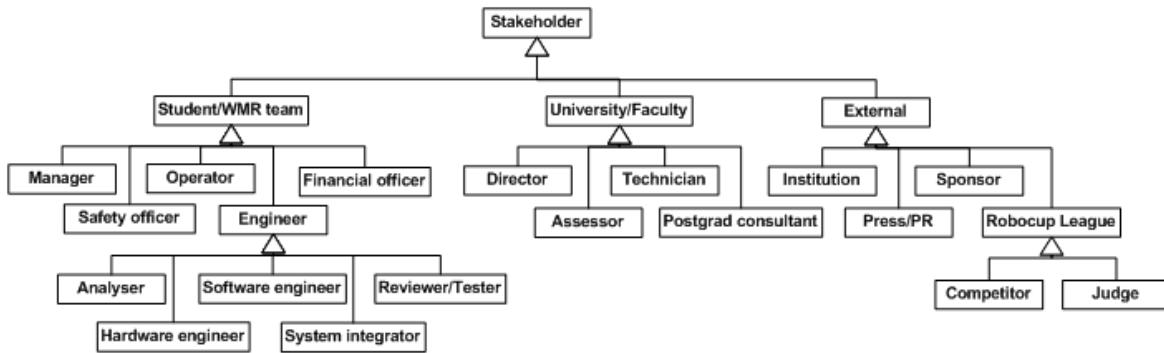 Stakeholder
Student/WMR team
University/Faculty
External
Manager
Operator
Financial officer
Director
Technician
Institution
Sponsor
Safety officer
Engineer
Assessor
Postgrad consultant
Press/PR
Robocup League
Analyser
Software engineer
Reviewer/Tester
Competitor
Judge
Hardware engineer
System integrator